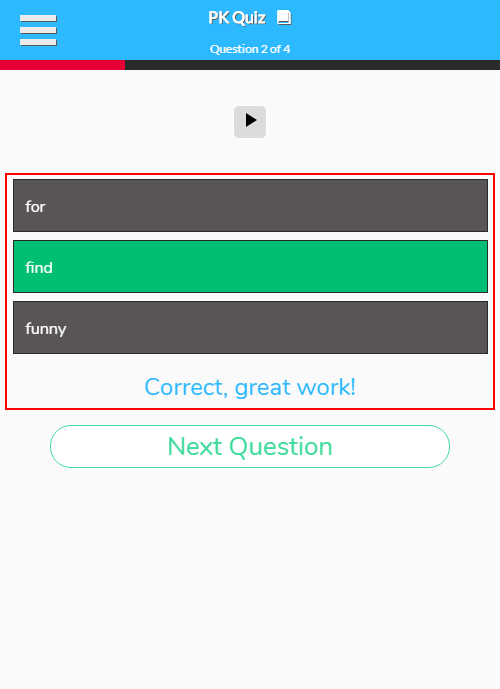 PK Quiz
Question 2 of 4
for
find
funny
Correct, great work!
Next Question